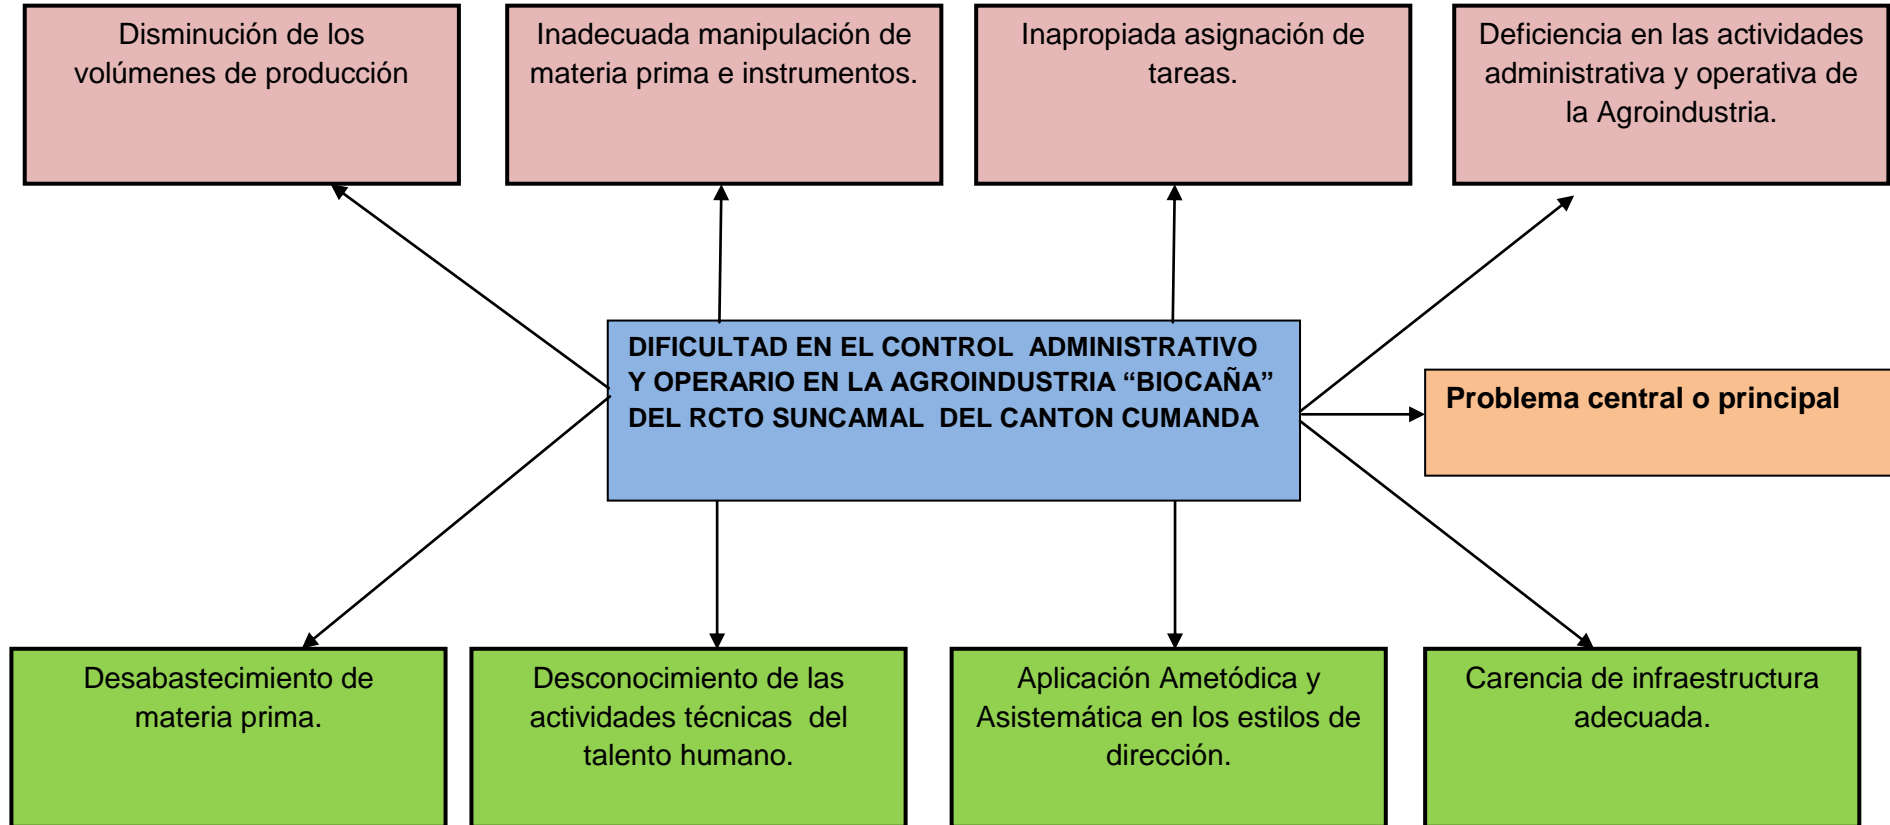 Disminución de los
volúmenes de producción
Inadecuada manipulación de
materia prima e instrumentos.
Inapropiada asignación de
tareas.
Deficiencia en las actividades
administrativa y operativa de
la Agroindustria.
DIFICULTAD EN EL CONTROL  ADMINISTRATIVO
Y OPERARIO EN LA AGROINDUSTRIA “BIOCAÑA”
DEL RCTO SUNCAMAL  DEL CANTON CUMANDA
Problema central o principal
Desabastecimiento de
materia prima.
Desconocimiento de las
actividades técnicas  del
talento humano.
Aplicación Ametódica y
Asistemática en los estilos de
dirección.
Carencia de infraestructura
adecuada.